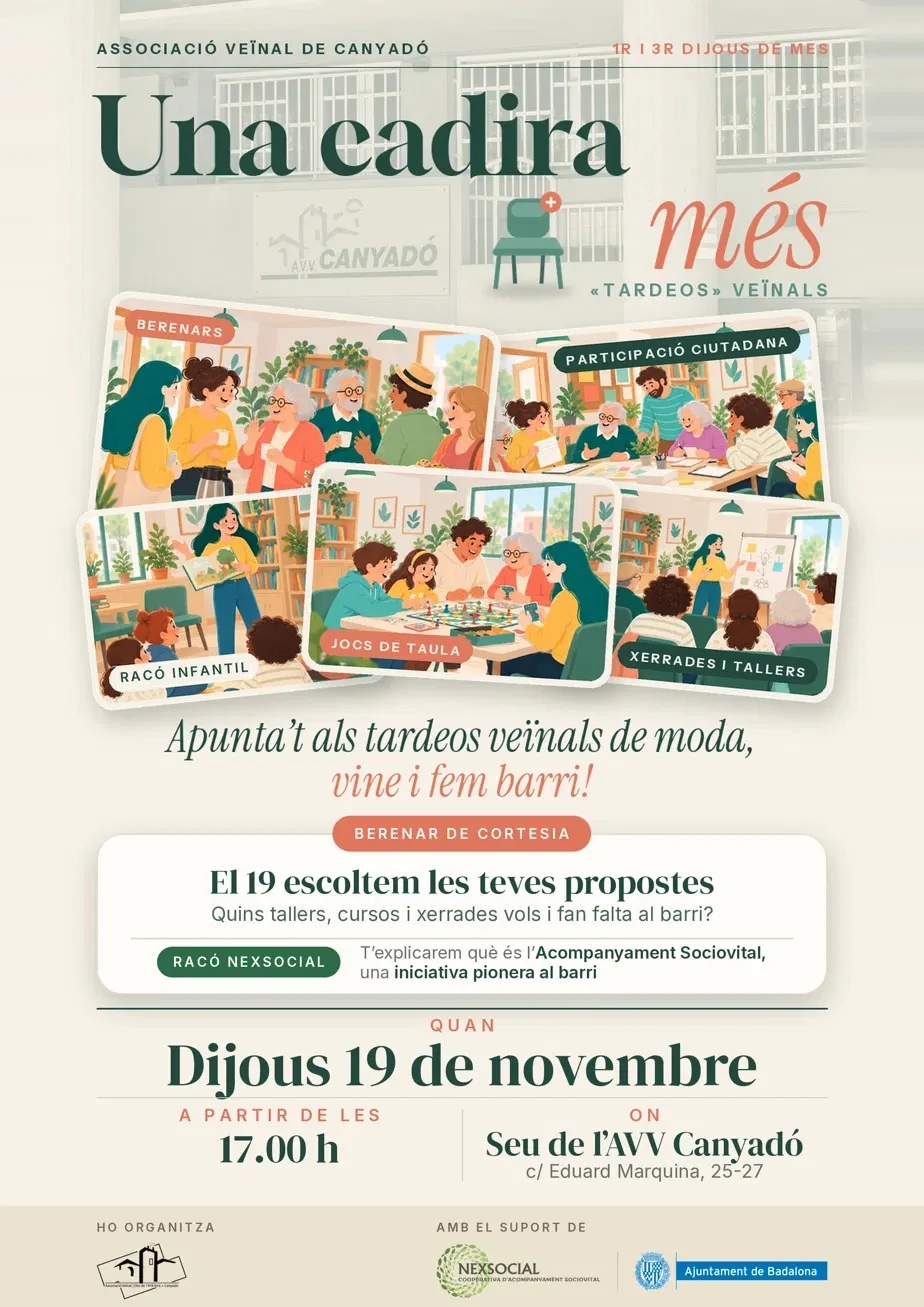 ASSOCIACIÓ VEÏNAL DE CANYADÓ
1R I 3R DIJOUS DE MES
Una cadira
més
A.V.V. CANYADÓ
«TARDEOS» VEÏNALS
BERENARS
PARTICIPACIÓ CIUTADANA
RACÓ INFANTIL
JOCS DE TAULA
XERRADES I TALLERS
Apunta't als tardeos veïnals de moda,
vine i fem barri!
BERENAR DE CORTESIA
El 19 escoltem les teves propostes
Quins tallers, cursos i xerrades vols i fan falta al barri?
RACÓ NEXSOCIAL
T'explicarem què és l'Acompanyament Sociovital,
una iniciativa pionera al barri
QUAN
Dijous 19 de novembre
A PARTIR DE LES
17.00 h
ON
Seu de l'AVV Canyadó
c/ Eduard Marquina, 25-27
HO ORGANITZA
AMB EL SUPORT DE
NEXSOCIAL
COOPERATIVA D'ACOMPANYAMENT SOCIOVITAL
Ajuntament de Badalona